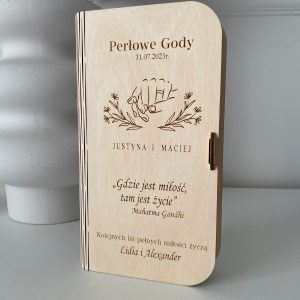 Perłowe Gody
31.07.2023r.
JUSTYNA I MACIEJ
„Gdzie jest miłość,
tam jest życie”
Mahatma Gandhi
Kolejnych lat pełnych miłości życzą
Lidia i Alexander